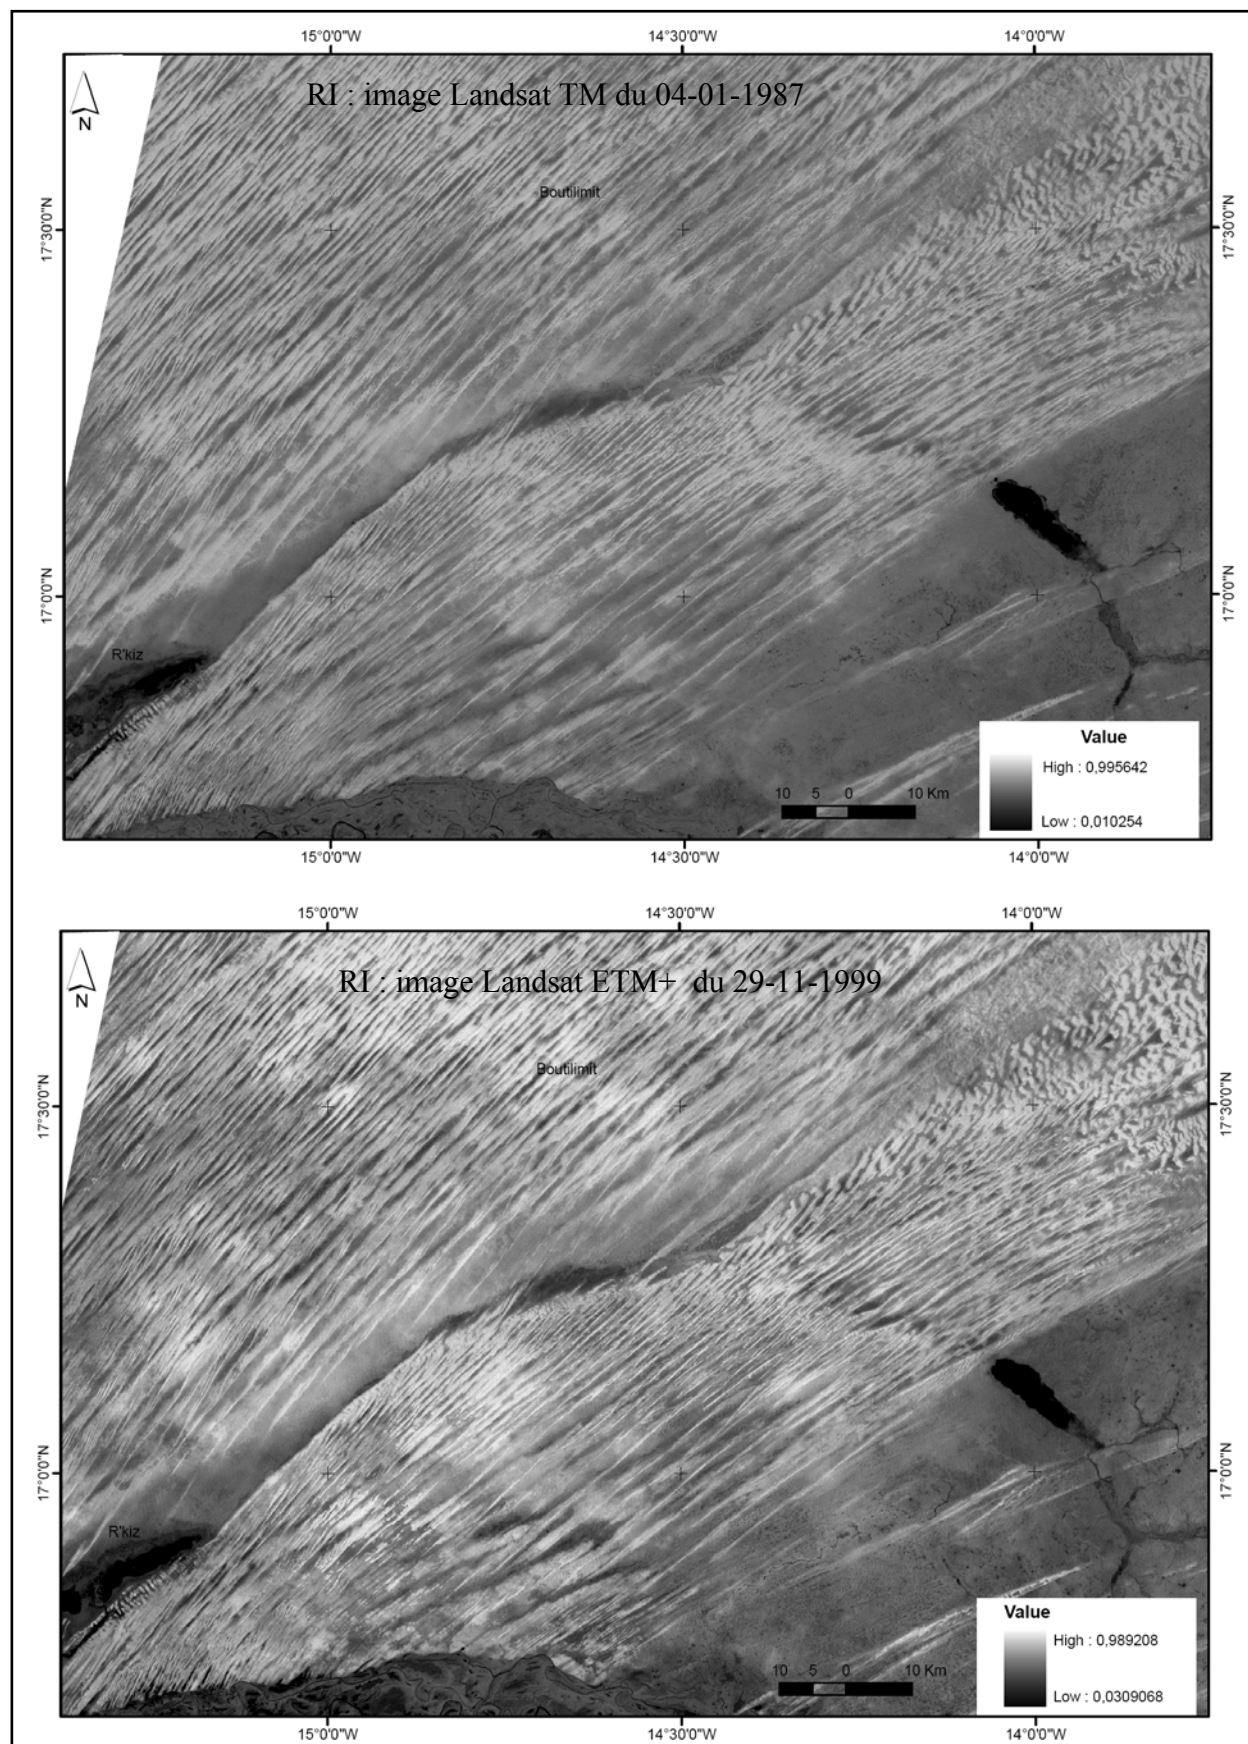 15°0'0"W 14°30'0"W 14°0'0"W
RI : image Landsat TM du 04-01-1987
N
Boutilimit
17°30'0"N 17°30'0"N
17°0'0"N 17°0'0"N
R'kiz
Value
High : 0,995642
Low : 0,010254
10 5 0 10 Km
15°0'0"W 14°30'0"W 14°0'0"W
15°0'0"W 14°30'0"W 14°0'0"W
RI : image Landsat ETM+ du 29-11-1999
N
Boutilimit
17°30'0"N 17°30'0"N
17°0'0"N 17°0'0"N
R'kiz
Value
High : 0,989208
Low : 0,0309068
10 5 0 10 Km
15°0'0"W 14°30'0"W 14°0'0"W